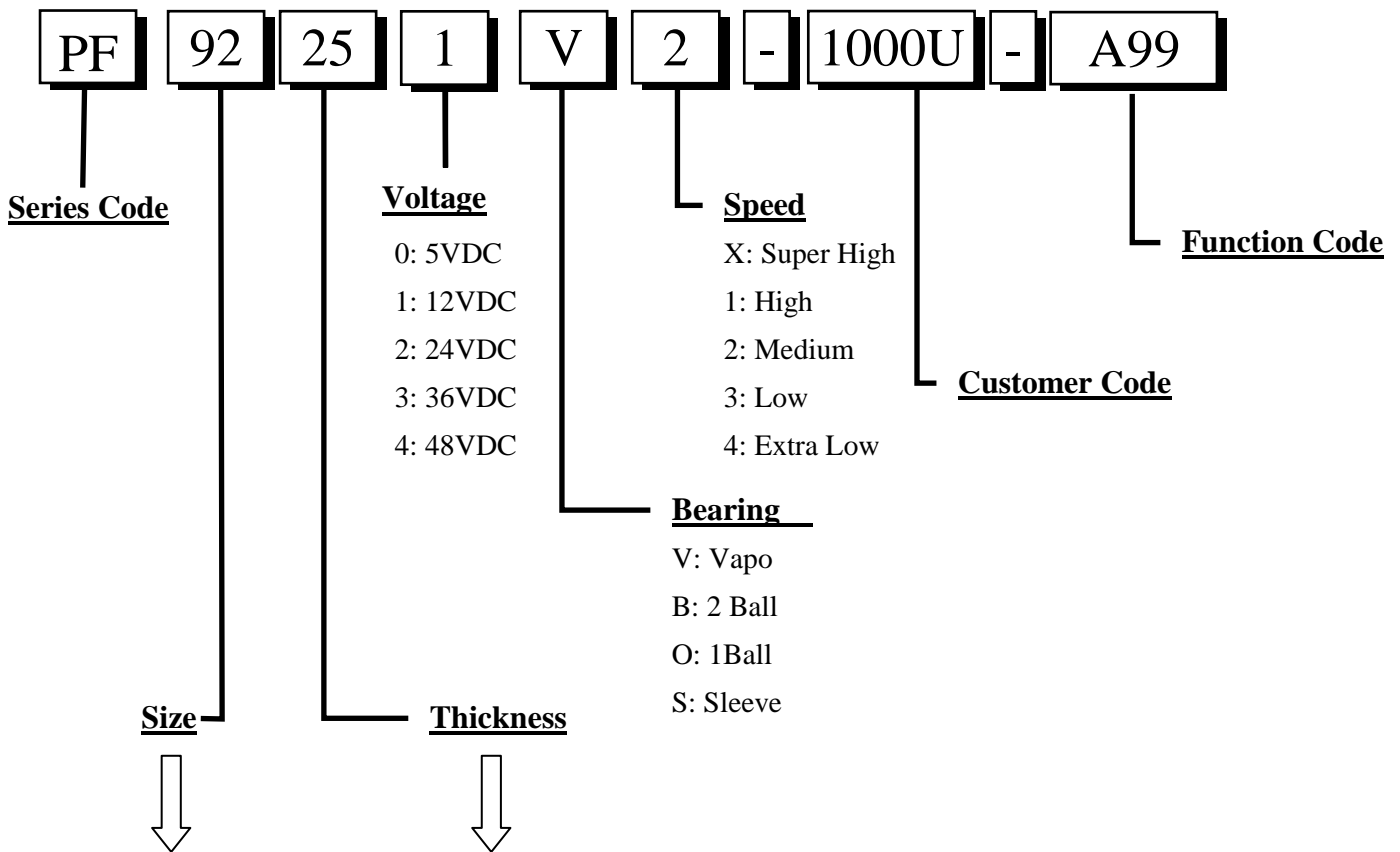 PF 92 25 1 V 2 - 1000U - A99
Series Code
Voltage
0: 5VDC
1: 12VDC
2: 24VDC
3: 36VDC
4: 48VDC
Speed
X: Super High
1: High
2: Medium
3: Low
4: Extra Low
Function Code
Customer Code
Bearing
V: Vapo
B: 2 Ball
O: 1Ball
S: Sleeve
Size
Thickness